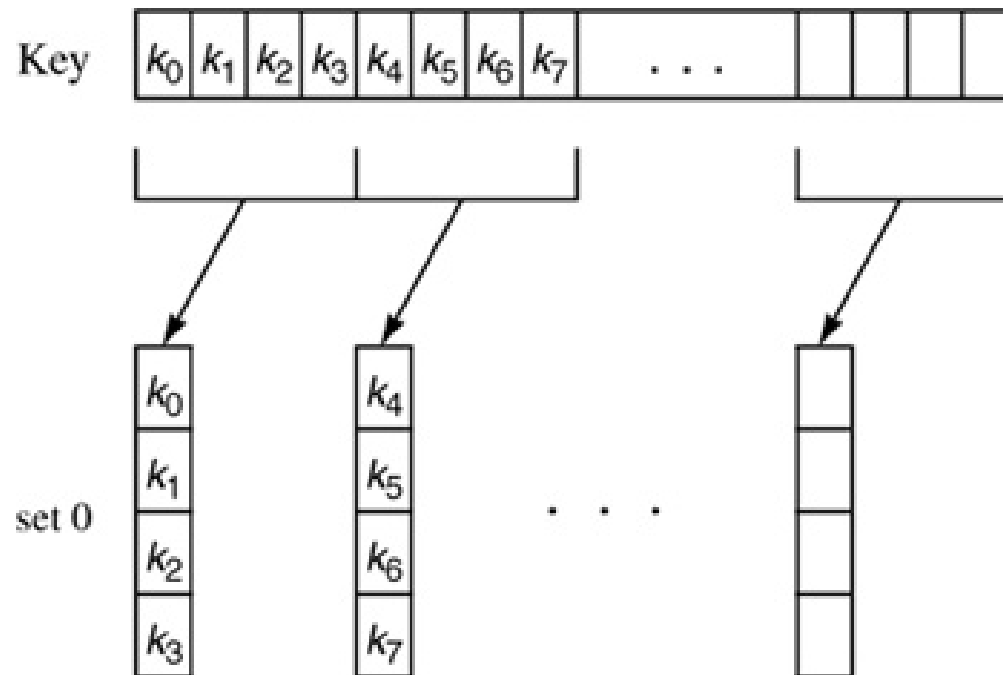 Key k₀ k₁ k₂ k₃ k₄ k₅ k₆ k₇ . . .
k₀ k₄
k₁ k₅
set 0 . . .
k₂ k₆
k₃ k₇